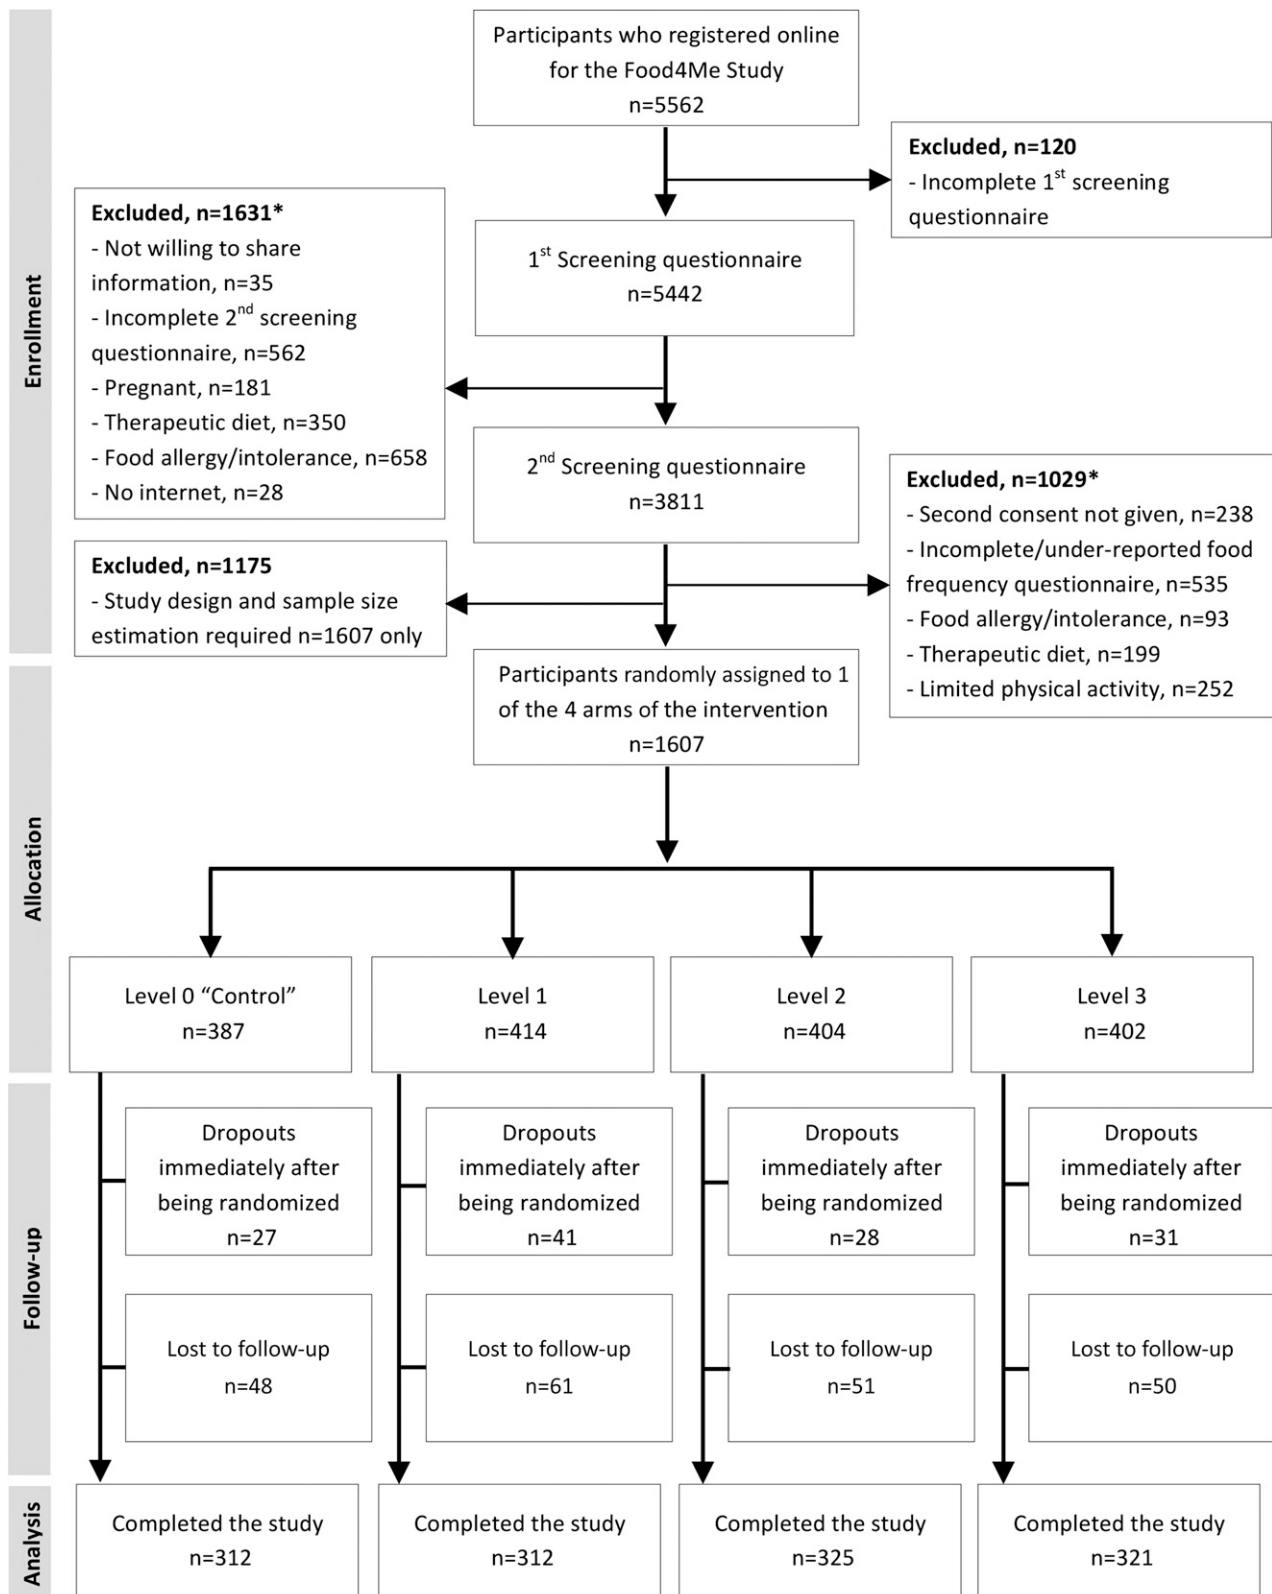 Participants who registered online
for the Food4Me Study
n=5562
Excluded, n=120
- Incomplete 1st screening
questionnaire
Excluded, n=1631*
- Not willing to share
information, n=35
- Incomplete 2nd screening
questionnaire, n=562
- Pregnant, n=181
- Therapeutic diet, n=350
- Food allergy/intolerance, n=658
- No internet, n=28
1st Screening questionnaire
n=5442
Enrollment
2nd Screening questionnaire
n=3811
Excluded, n=1029*
- Second consent not given, n=238
- Incomplete/under-reported food
frequency questionnaire, n=535
- Food allergy/intolerance, n=93
- Therapeutic diet, n=199
- Limited physical activity, n=252
Excluded, n=1175
- Study design and sample size
estimation required n=1607 only
Participants randomly assigned to 1
of the 4 arms of the intervention
n=1607
Allocation
Level 0 “Control”
n=387
Level 1
n=414
Level 2
n=404
Level 3
n=402
Follow-up
Dropouts
immediately after
being randomized
n=27
Dropouts
immediately after
being randomized
n=41
Dropouts
immediately after
being randomized
n=28
Dropouts
immediately after
being randomized
n=31
Lost to follow-up
n=48
Lost to follow-up
n=61
Lost to follow-up
n=51
Lost to follow-up
n=50
Analysis
Completed the study
n=312
Completed the study
n=312
Completed the study
n=325
Completed the study
n=321